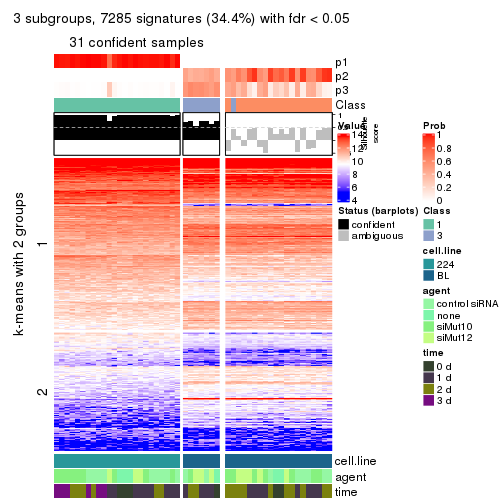 3 subgroups, 7285 signatures (34.4%) with fdr < 0.05
31 confident samples
p1
p2
p3
Class
1
Silhouette
score
k-means with 2 groups
1
2
cell.line
agent
time
Value
14
12
10
8
6
4
Prob
1
0.8
0.6
0.4
0.2
0
Status (barplots)
confident
ambiguous
Class
1
3
cell.line
224
BL
agent
control siRNA
none
siMut10
siMut12
time
0 d
1 d
2 d
3 d